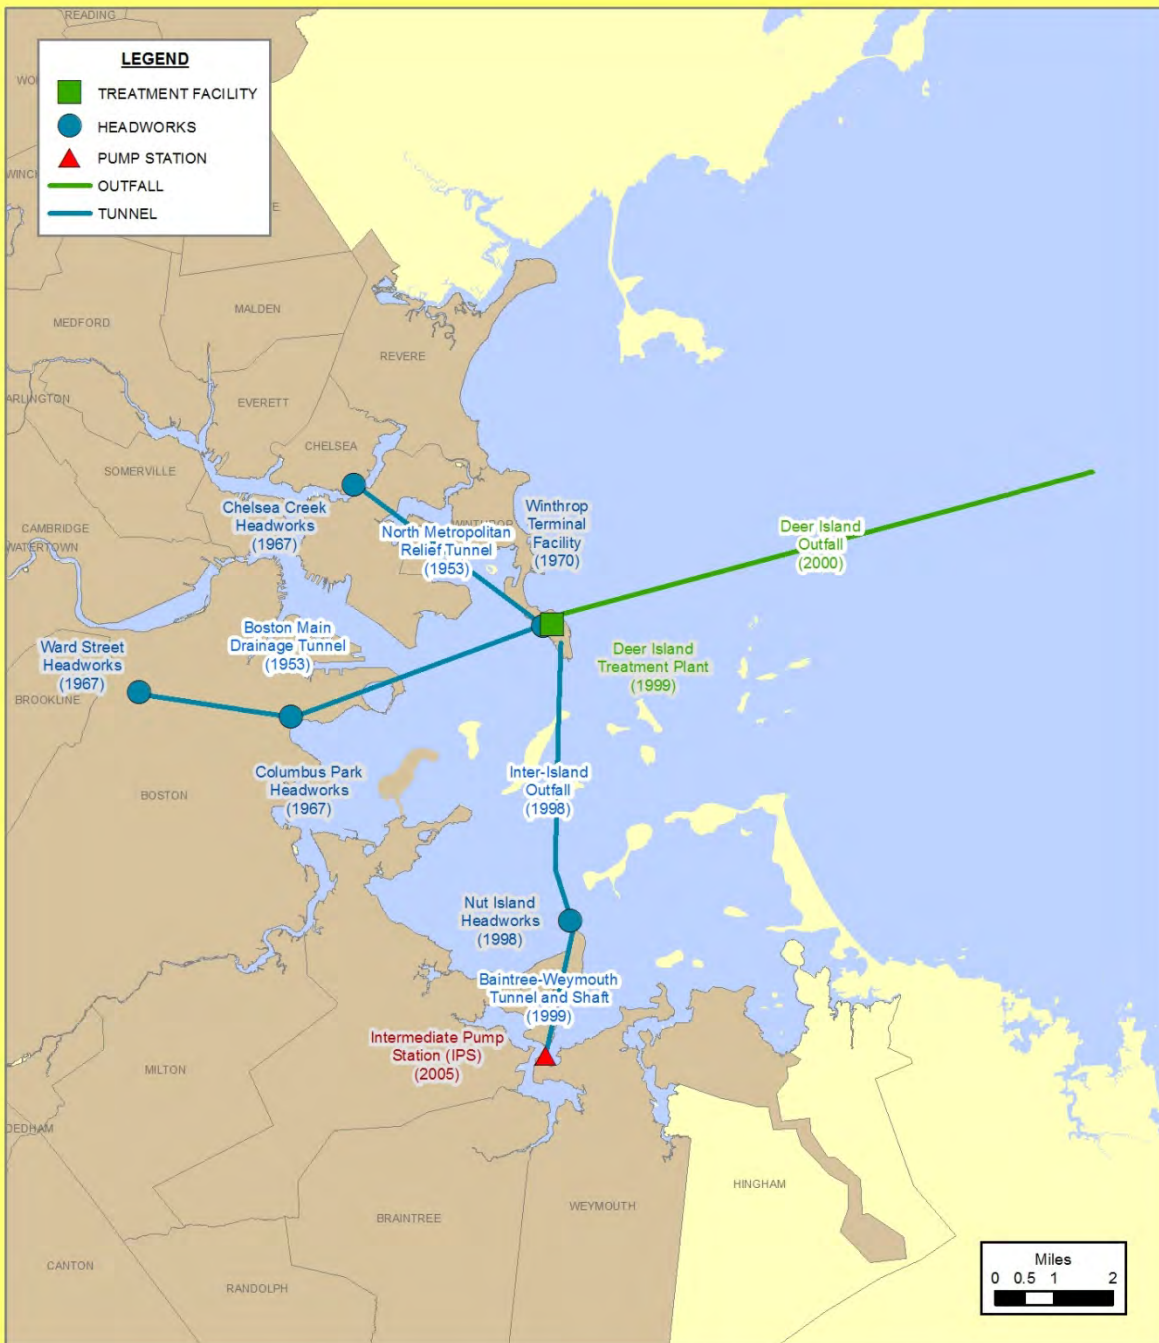 READING
LEGEND
TREATMENT FACILITY
HEADWORKS
PUMP STATION
OUTFALL
TUNNEL
MALDEN
MEDFORD
REVERE
ARLINGTON
EVERETT
CHELSEA
SOMERVILLE
Chelsea Creek
Headworks
(1967)
WINTHROP
North Metropolitan
Relief Tunnel
(1953)
Winthrop
Terminal
Facility
(1970)
Deer Island
Outfall
(2000)
CAMBRIDGE
WATERTOWN
Boston Main
Drainage Tunnel
(1953)
Ward Street
Headworks
(1967)
BROOKLINE
Deer Island
Treatment Plant
(1999)
Columbus Park
Headworks
(1967)
BOSTON
Inter-Island
Outfall
(1998)
Nut Island
Headworks
(1998)
Baintree-Weymouth
Tunnel and Shaft
(1999)
Intermediate Pump
Station (IPS)
(2005)
MILTON
DEDHAM
HINGHAM
WEYMOUTH
BRAINTREE
CANTON
RANDOLPH
Miles
0 0.5 1 2